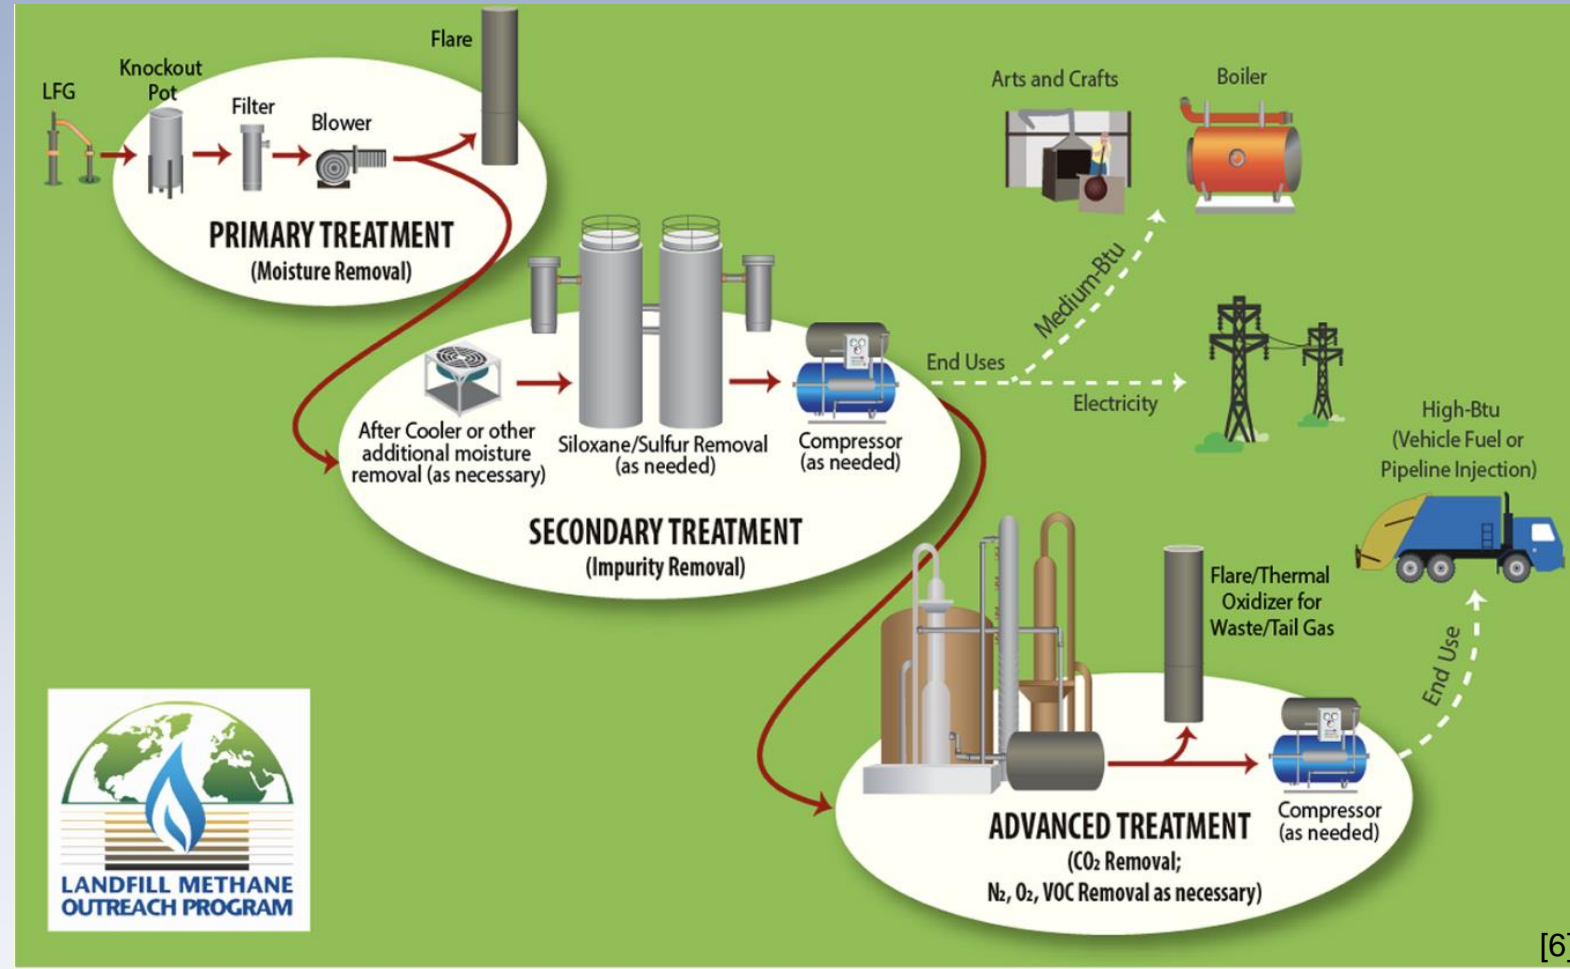 LFG
Knockout
Pot
Filter
Blower
Flare
PRIMARY TREATMENT
(Moisture Removal)
After Cooler or other
additional moisture
removal (as necessary)
Siloxane/Sulfur Removal
(as needed)
Compressor
(as needed)
SECONDARY TREATMENT
(Impurity Removal)
End Uses
Medium-Btu
Arts and Crafts
Boiler
Electricity
High-Btu
(Vehicle Fuel or
Pipeline Injection)
End Use
Flare/Thermal
Oxidizer for
Waste/Tail Gas
Compressor
(as needed)
ADVANCED TREATMENT
(CO₂ Removal;
N₂, O₂, VOC Removal as necessary)
LANDFILL METHANE
OUTREACH PROGRAM
[6]